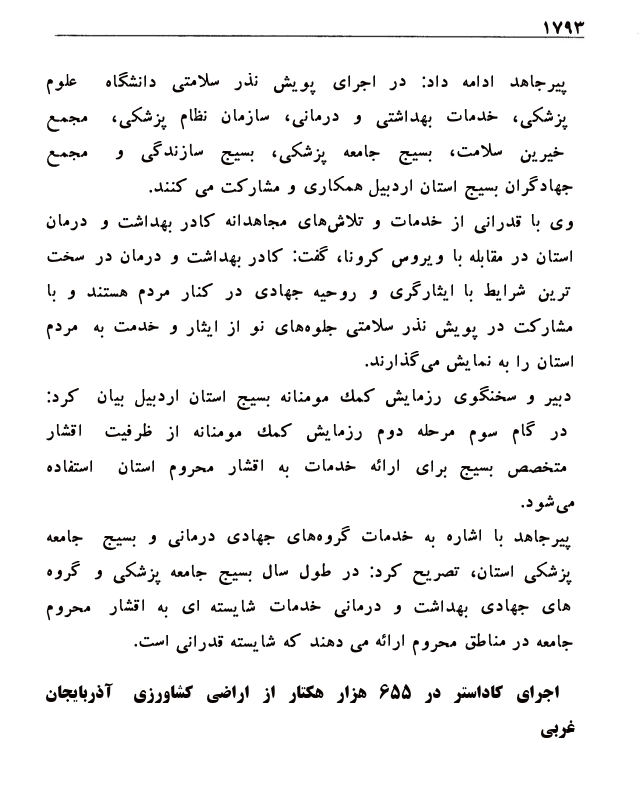 ۱۷۹۳
پیرجاهد ادامه داد: در اجرای پویش نذر سلامتی دانشگاه علوم
پزشکی، خدمات بهداشتی و درمانی، سازمان نظام پزشکی، مجمع
خیرین سلامت، بسیج جامعه پزشکی، بسیج سازندگی و مجمع
جهادگران بسیج استان اردبیل همکاری و مشارکت می کنند.
وی با قدرانی از خدمات و تلاش‌های مجاهدانه کادر بهداشت و درمان
استان در مقابله با ویروس کرونا، گفت: کادر بهداشت و درمان در سخت
ترین شرایط با ایثارگری و روحیه جهادی در کنار مردم هستند و با
مشارکت در پویش نذر سلامتی جلوه‌های نو از ایثار و خدمت به مردم
استان را به نمایش می‌گذارند.
دبیر و سخنگوی رزمایش کمک مومنانه بسیج استان اردبیل بیان کرد:
در گام سوم مرحله دوم رزمایش کمک مومنانه از ظرفیت اقشار
متخصص بسیج برای ارائه خدمات به اقشار محروم استان استفاده
می‌شود.
پیرجاهد با اشاره به خدمات گروه‌های جهادی درمانی و بسیج جامعه
پزشکی استان، تصریح کرد: در طول سال بسیج جامعه پزشکی و گروه
های جهادی بهداشت و درمانی خدمات شایسته ای به اقشار محروم
جامعه در مناطق محروم ارائه می دهند که شایسته قدرانی است.
اجرای کاداستر در ۶۵۵ هزار هکتار از اراضی کشاورزی آذربایجان
غربی